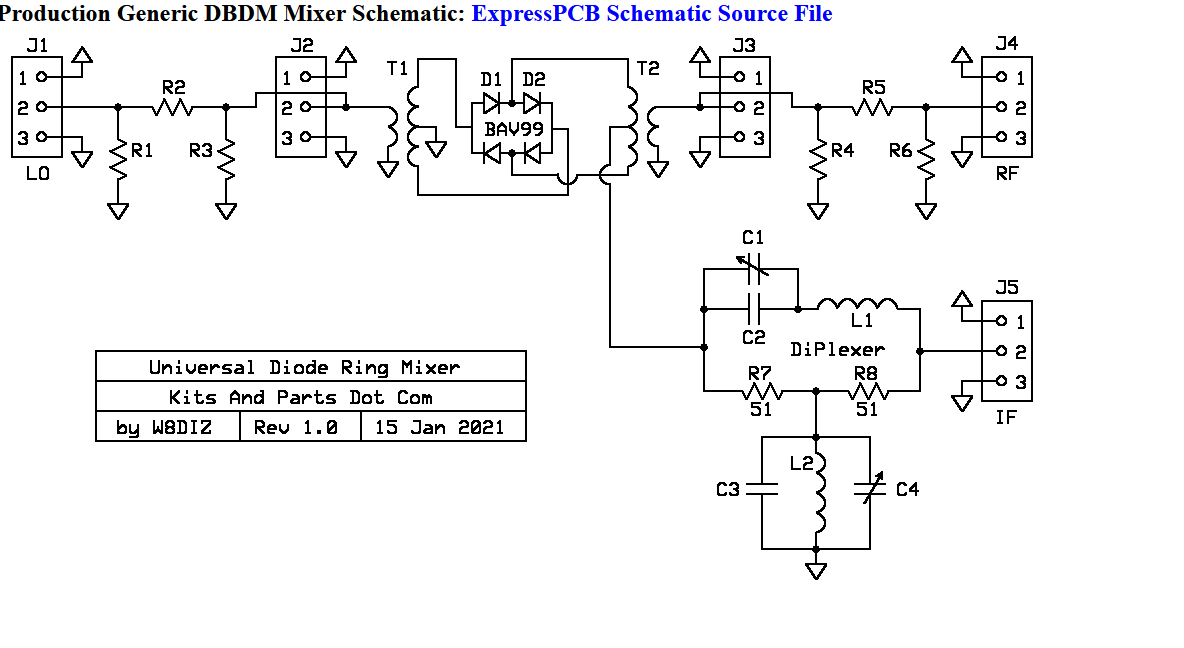 Production Generic DBDM Mixer Schematic: ExpressPCB Schematic Source File
J1
1
2
3
LO
R2
R1
R3
J2
1
2
3
T1
D1 D2
BAV99
T2
J3
1
2
3
R5
R4
R6
J4
1
2
3
RF
C1
C2
L1
DiPlexer
R7
51
R8
51
J5
1
2
3
IF
L2
C3
C4
Universal Diode Ring Mixer
Kits And Parts Dot Com
by W8DIZ Rev 1.0 15 Jan 2021